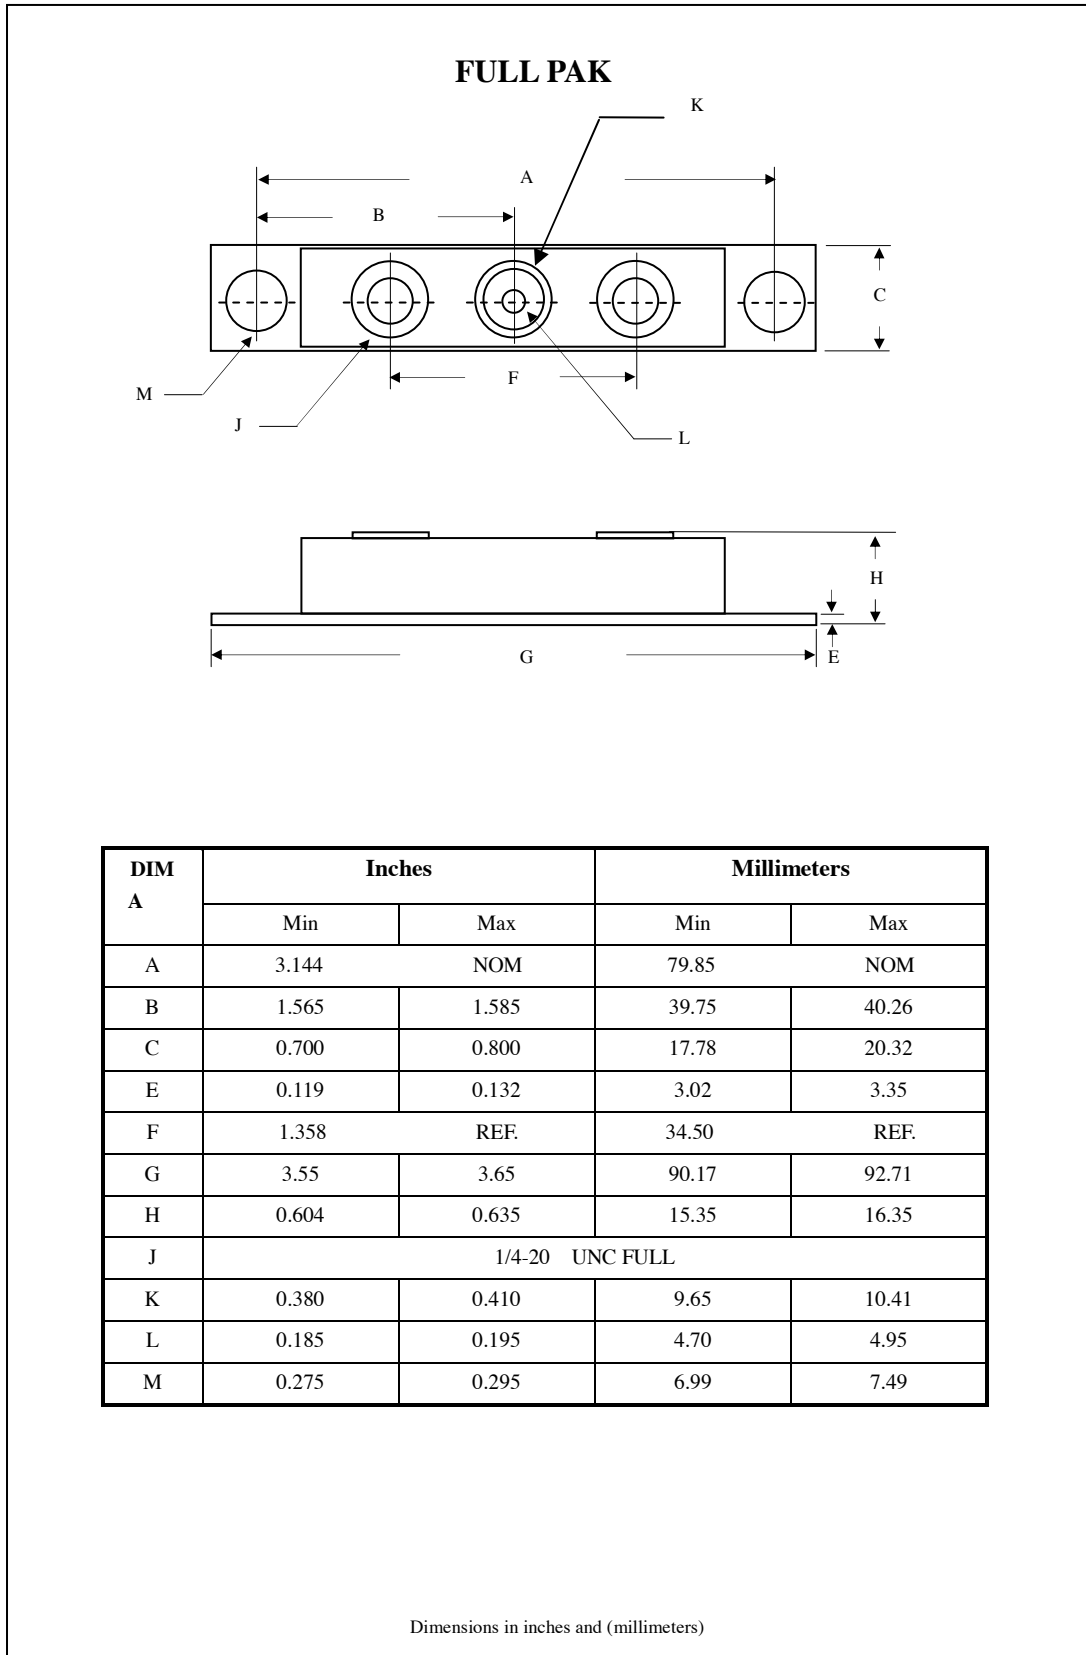 FULL PAK
K
A
B
C
M
F
J
L
H
G
E
DIM
A Inches Millimeters
Min Max Min Max
A 3.144 NOM 79.85 NOM
B 1.565 1.585 39.75 40.26
C 0.700 0.800 17.78 20.32
E 0.119 0.132 3.02 3.35
F 1.358 REF. 34.50 REF.
G 3.55 3.65 90.17 92.71
H 0.604 0.635 15.35 16.35
J 1/4-20 UNC FULL
K 0.380 0.410 9.65 10.41
L 0.185 0.195 4.70 4.95
M 0.275 0.295 6.99 7.49
Dimensions in inches and (millimeters)